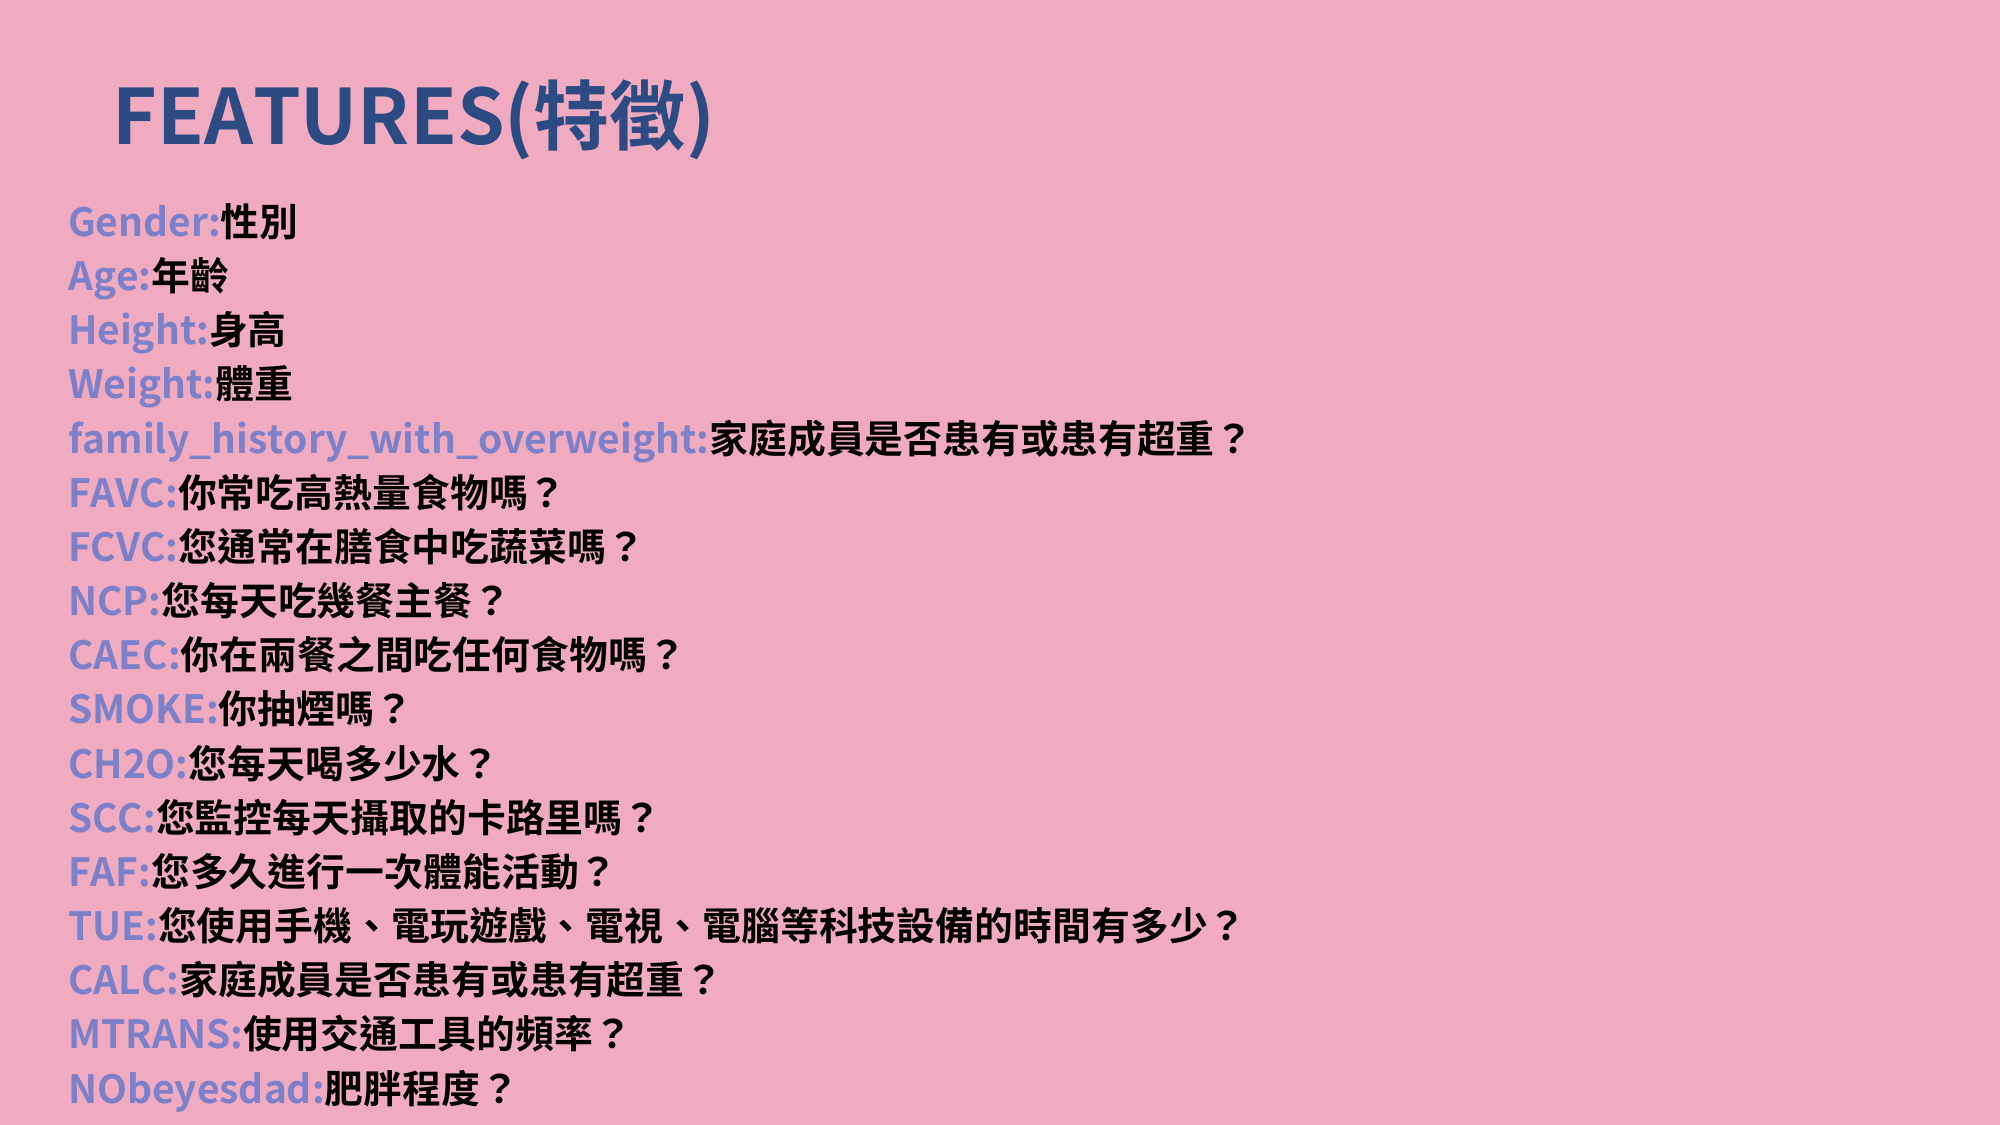 FEATURES(特徵)
Gender:性別
Age:年齡
Height:身高
Weight:體重
family_history_with_overweight:家庭成員是否患有或患有超重？
FAVC:你常吃高熱量食物嗎？
FCVC:您通常在膳食中吃蔬菜嗎？
NCP:您每天吃幾餐主餐？
CAEC:你在兩餐之間吃任何食物嗎？
SMOKE:你抽煙嗎？
CH2O:您每天喝多少水？
SCC:您監控每天攝取的卡路里嗎？
FAF:您多久進行一次體能活動？
TUE:您使用手機、電玩遊戲、電視、電腦等科技設備的時間有多少？
CALC:家庭成員是否患有或患有超重？
MTRANS:使用交通工具的頻率？
NObeyesdad:肥胖程度？